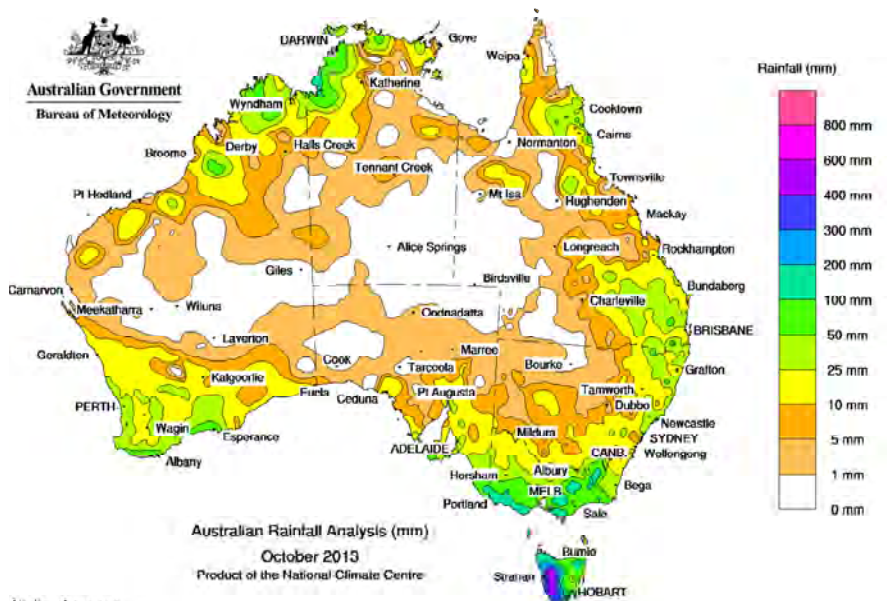 Australian Government
Bureau of Meteorology
DARWIN
Gove
Weipa
Katherine
Wyndham
Cooktown
Cairns
Derby
Halls Creek
Normanton
Broome
Tennant Creek
Townsville
Mt Isa
Pt Hedland
Hughenden
Mackay
Alice Springs
Longreach
Rockhampton
Giles
Birdsville
Carnarvon
Bundaberg
Charleville
Meekatharra
Wiluna
Oodnadatta
BRISBANE
Laverton
Marree
Geraldton
Cook
Tarcoola
Bourke
Grafton
Kalgoorlie
Eucla
Ceduna
Pt Augusta
Tamworth
PERTH
Dubbo
Newcastle
Wagin
Mildura
SYDNEY
Esperance
ADELAIDE
CANB.
Wollongong
Albany
Horsham
Albury
Portland
MELB.
Bega
Sale
Burnie
Strahan
HOBART
Rainfall (mm)
800 mm
600 mm
400 mm
300 mm
200 mm
100 mm
50 mm
25 mm
10 mm
5 mm
1 mm
0 mm
Australian Rainfall Analysis (mm)
October 2013
Product of the National Climate Centre